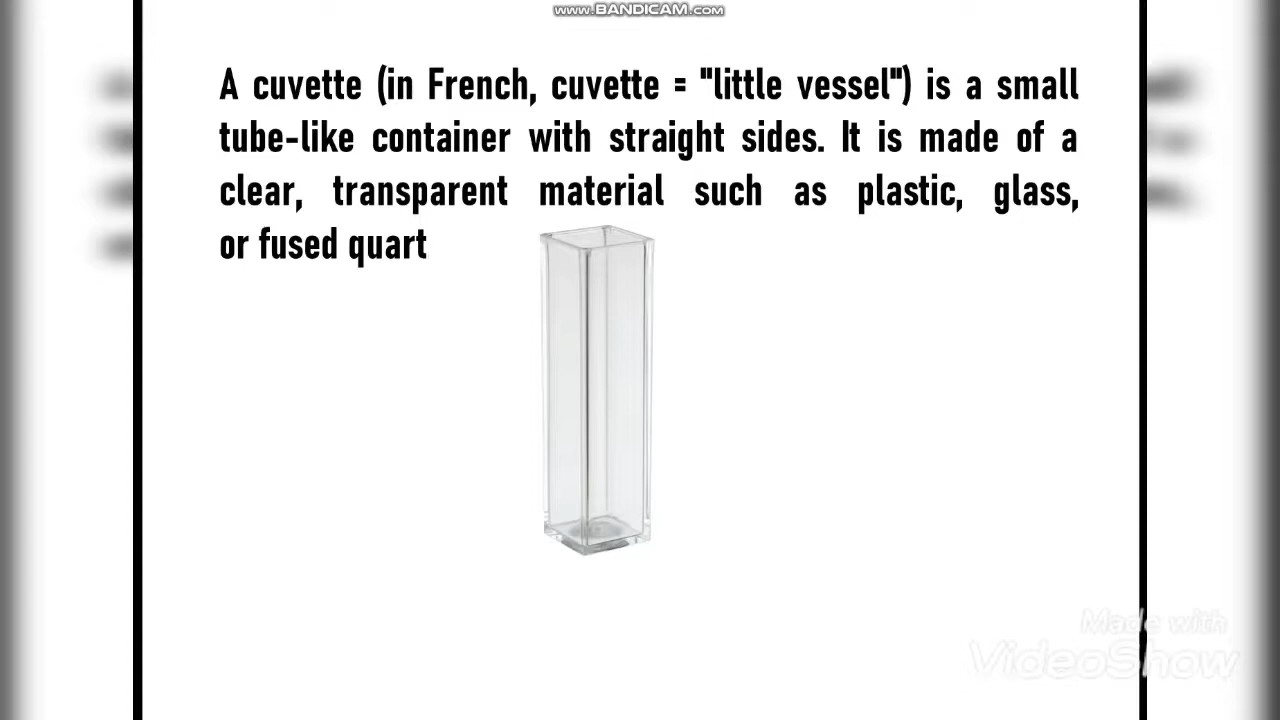 www.BANDICAM.com
A cuvette (in French, cuvette = "little vessel") is a small
tube-like container with straight sides. It is made of a
clear, transparent material such as plastic, glass,
or fused quart
Made with
VideoShow